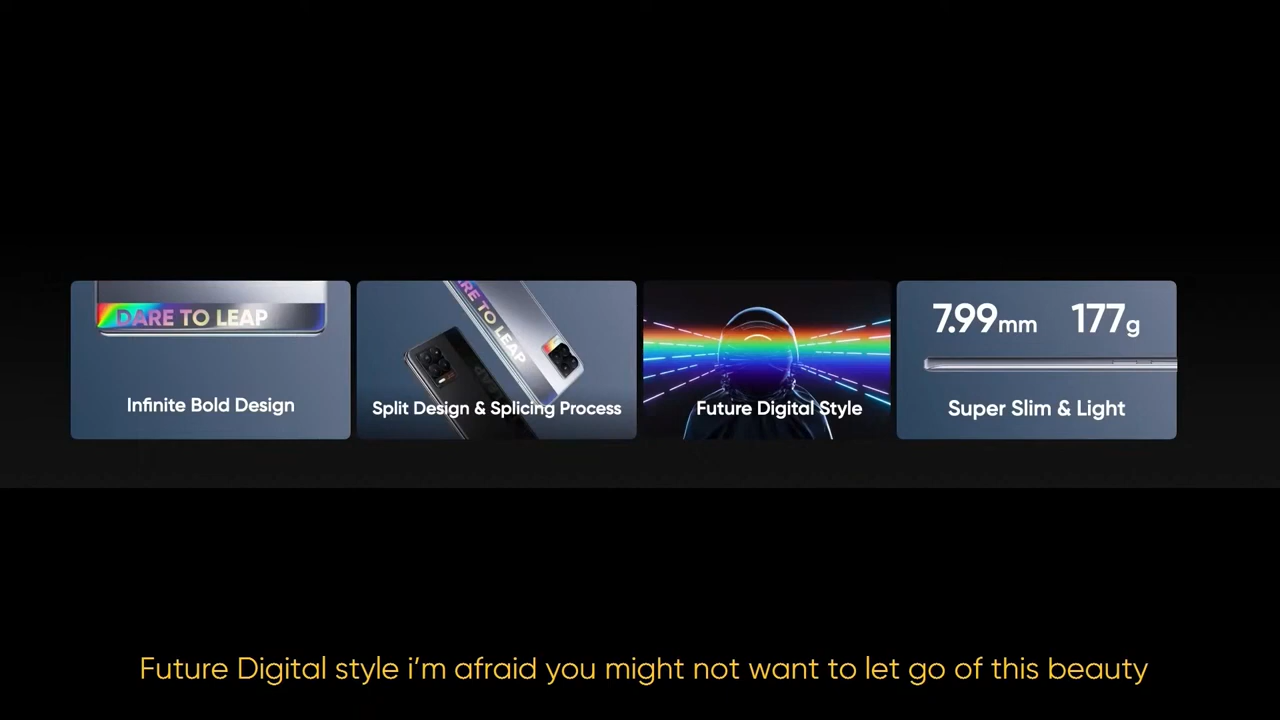 DARE TO LEAP
Infinite Bold Design
RE TO LEAP
Split Design & Splicing Process
Future Digital Style
7.99mm 177g
Super Slim & Light
Future Digital style i'm afraid you might not want to let go of this beauty